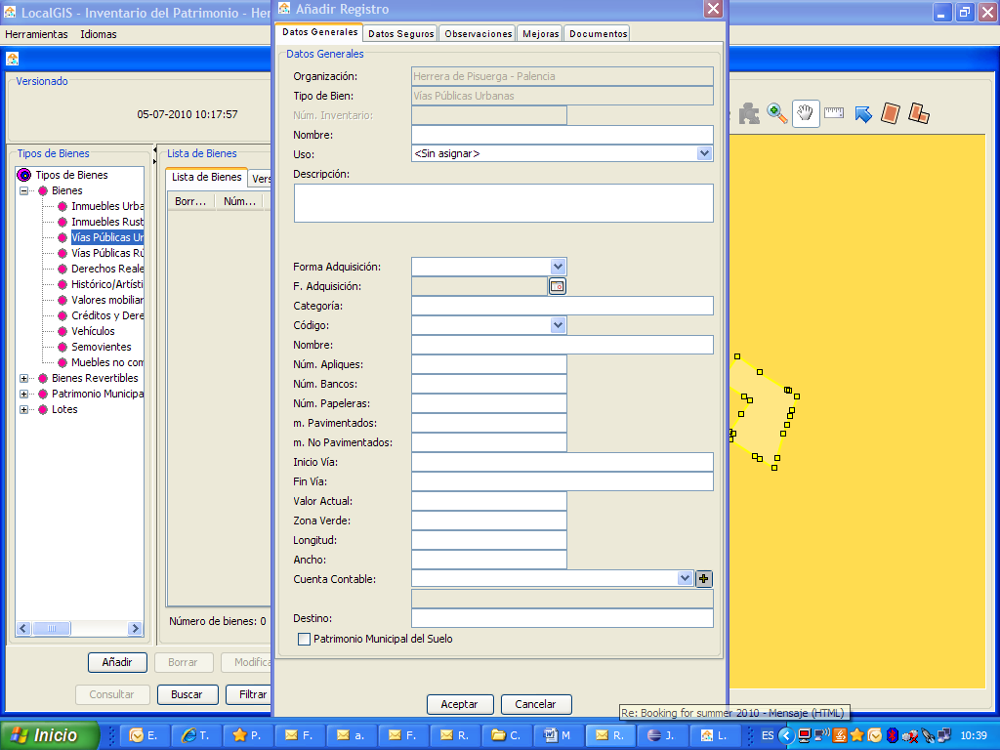 LocalGIS - Inventario del Patrimonio - Her
Herramientas Idiomas
Versionado
05-07-2010 10:17:57
Tipos de Bienes
Tipos de Bienes
Bienes
Inmuebles Urba
Inmuebles Rust
Vías Públicas Ur
Vías Públicas Rú
Derechos Reale
Histórico/Artísti
Valores mobiliar
Créditos y Dere
Vehículos
Semovientes
Muebles no com
Bienes Revertibles
Patrimonio Municipa
Lotes
Lista de Bienes
Lista de Bienes Vers
Borr... Núm...
Número de bienes: 0
Añadir Borrar Modifica
Consultar Buscar Filtrar
Añadir Registro
Datos Generales Datos Seguros Observaciones Mejoras Documentos
Datos Generales
Organización: Herrera de Pisuerga - Palencia
Tipo de Bien: Vías Públicas Urbanas
Núm. Inventario:
Nombre:
Uso: <Sin asignar>
Descripción:
Forma Adquisición:
F. Adquisición:
Categoría:
Código:
Nombre:
Núm. Apliques:
Núm. Bancos:
Núm. Papeleras:
m. Pavimentados:
m. No Pavimentados:
Inicio Vía:
Fin Vía:
Valor Actual:
Zona Verde:
Longitud:
Ancho:
Cuenta Contable:
Destino:
Patrimonio Municipal del Suelo
Aceptar Cancelar
Re: Booking for summer 2010 - Mensaje (HTML)
Inicio E. T. P. F. a. F. R. C. M R. J. L. ES 10:39